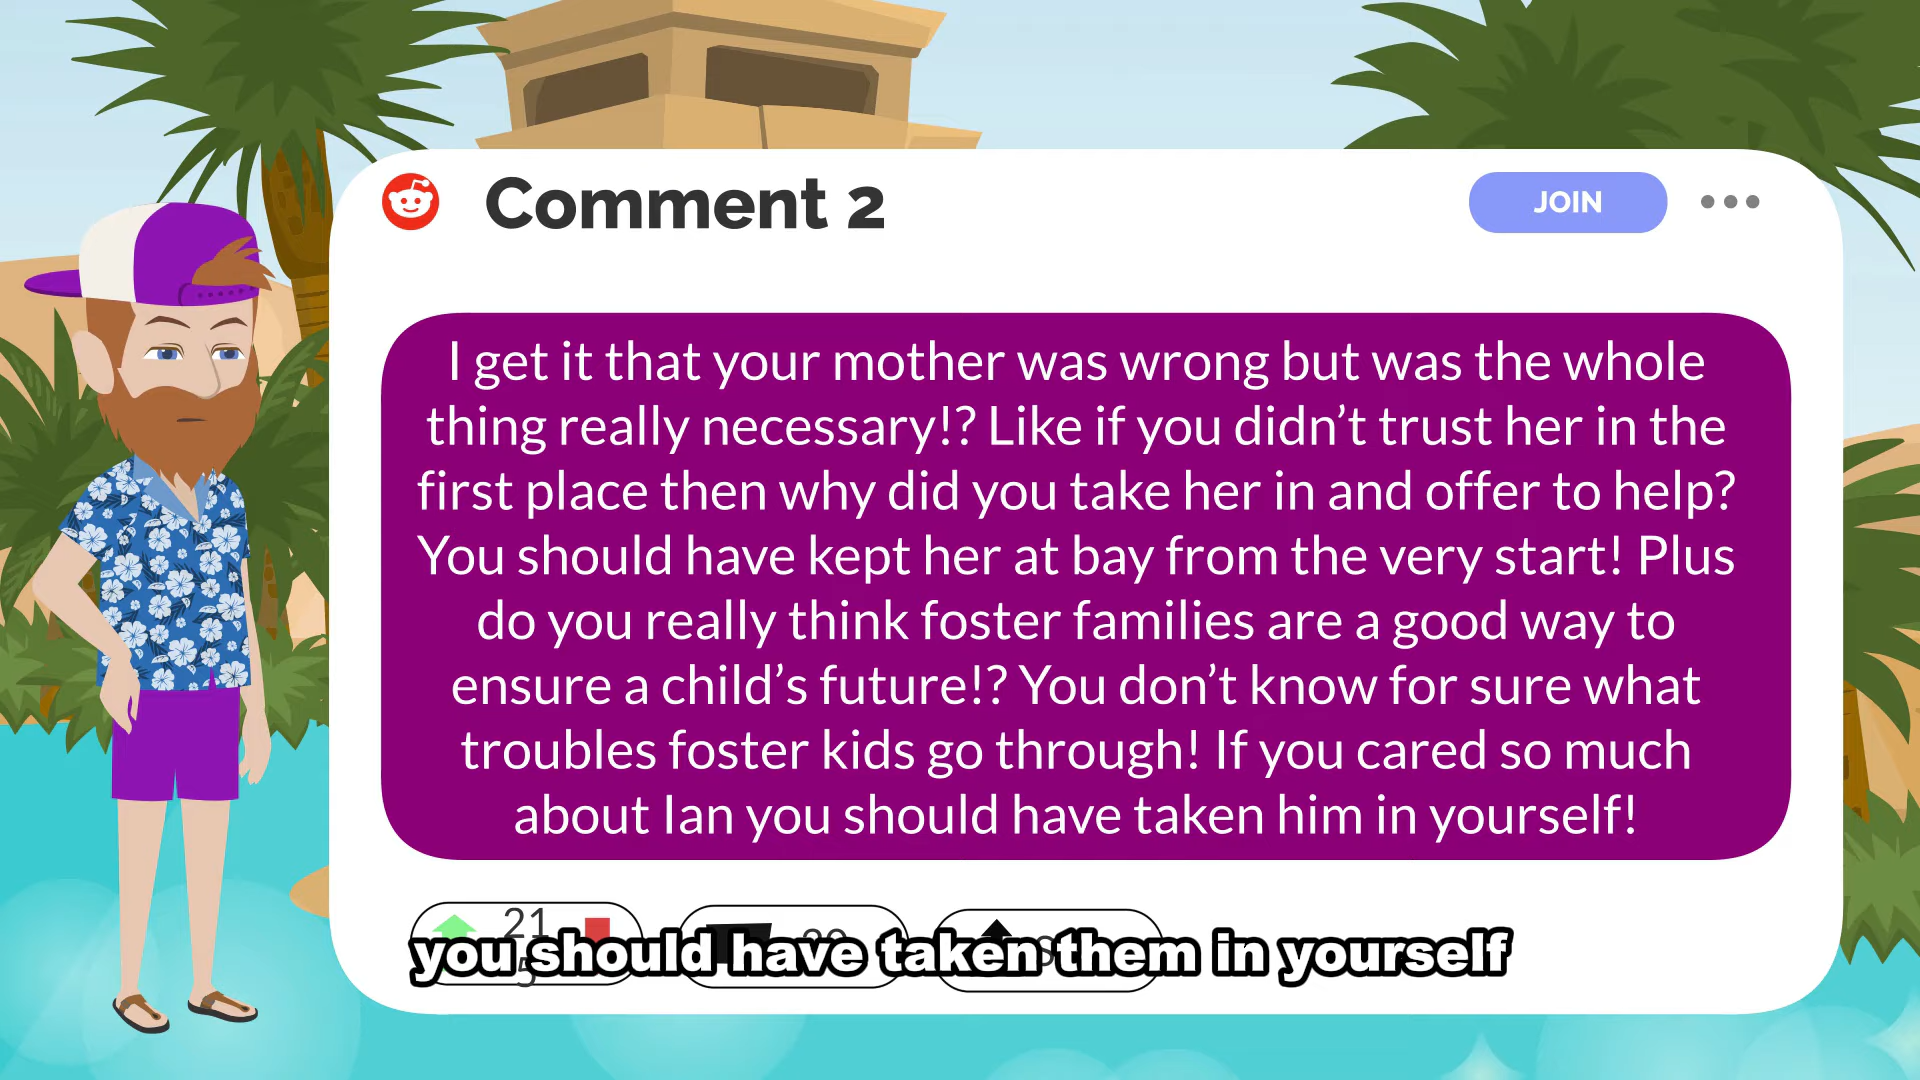 Comment 2
JOIN
I get it that your mother was wrong but was the whole
thing really necessary!? Like if you didn’t trust her in the
first place then why did you take her in and offer to help?
You should have kept her at bay from the very start! Plus
do you really think foster families are a good way to
ensure a child’s future!? You don’t know for sure what
troubles foster kids go through! If you cared so much
about Ian you should have taken him in yourself!
21
5
you should have taken them in yourself